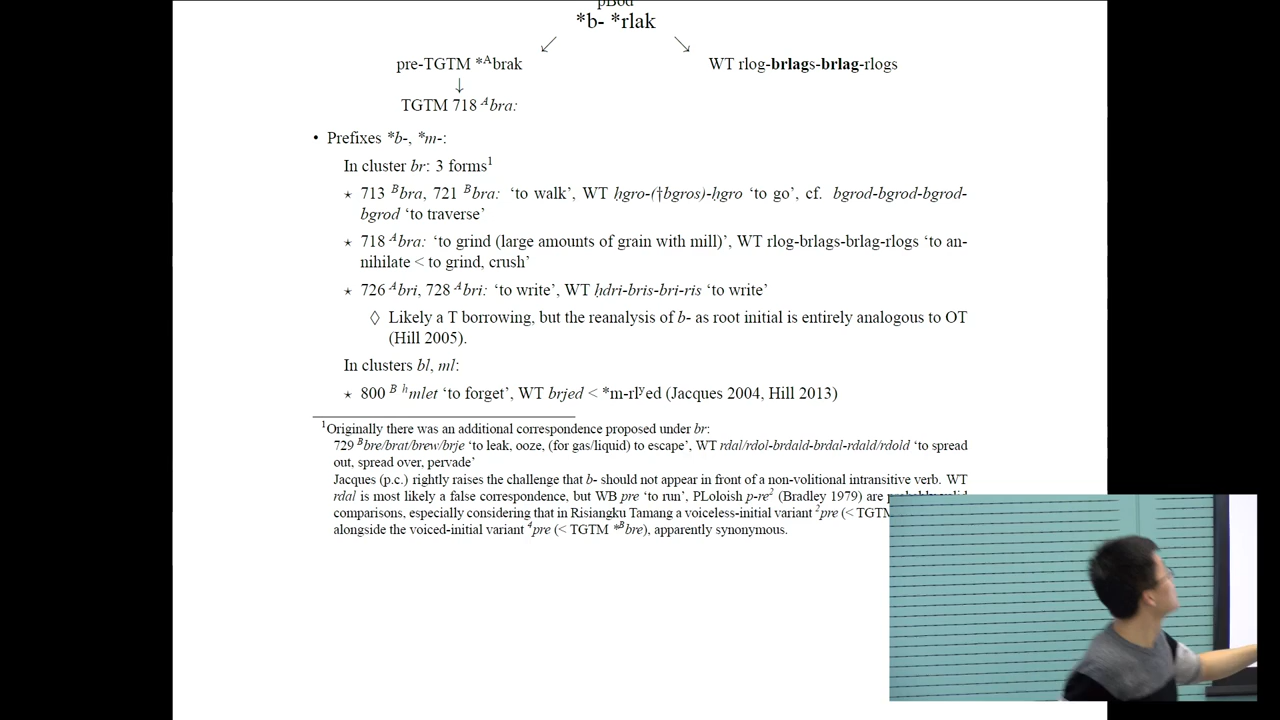 pBod
*b- *rlak
pre-TGTM *ᴬbrak
WT rlog-brlags-brlag-rlogs
TGTM 718 ᴬbra:
• Prefixes *b-, *m-:
In cluster br: 3 forms¹
⋆ 713 ᴮbra, 721 ᴮbra: ‘to walk’, WT ḥgro-(†bgros)-ḥgro ‘to go’, cf. bgrod-bgrod-bgrod-
bgrod ‘to traverse’
⋆ 718 ᴬbra: ‘to grind (large amounts of grain with mill)’, WT rlog-brlags-brlag-rlogs ‘to an-
nihilate < to grind, crush’
⋆ 726 ᴬbri, 728 ᴬbri: ‘to write’, WT ḥdri-bris-bri-ris ‘to write’
◊ Likely a T borrowing, but the reanalysis of b- as root initial is entirely analogous to OT
(Hill 2005).
In clusters bl, ml:
⋆ 800 ᴮ ʰmlet ‘to forget’, WT brjed < *m-rlʸed (Jacques 2004, Hill 2013)
¹Originally there was an additional correspondence proposed under br:
729 ᴮbre/brat/brew/brje ‘to leak, ooze, (for gas/liquid) to escape’, WT rdal/rdol-brdald-brdal-rdald/rdold ‘to spread
out, spread over, pervade’
Jacques (p.c.) rightly raises the challenge that b- should not appear in front of a non-volitional intransitive verb. WT
rdal is most likely a false correspondence, but WB pre ‘to run’, PLoloish p-re² (Bradley 1979) are
comparisons, especially considering that in Risiangku Tamang a voiceless-initial variant ²pre (< TGTM
alongside the voiced-initial variant ⁴pre (< TGTM *ᴮbre), apparently synonymous.